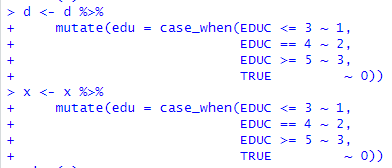 > d <- d %>%
+     mutate(edu = case_when(EDUC <= 3 ~ 1,
+                            EDUC == 4 ~ 2,
+                            EDUC >= 5 ~ 3,
+                            TRUE      ~ 0))
> x <- x %>%
+     mutate(edu = case_when(EDUC <= 3 ~ 1,
+                            EDUC == 4 ~ 2,
+                            EDUC >= 5 ~ 3,
+                            TRUE      ~ 0))